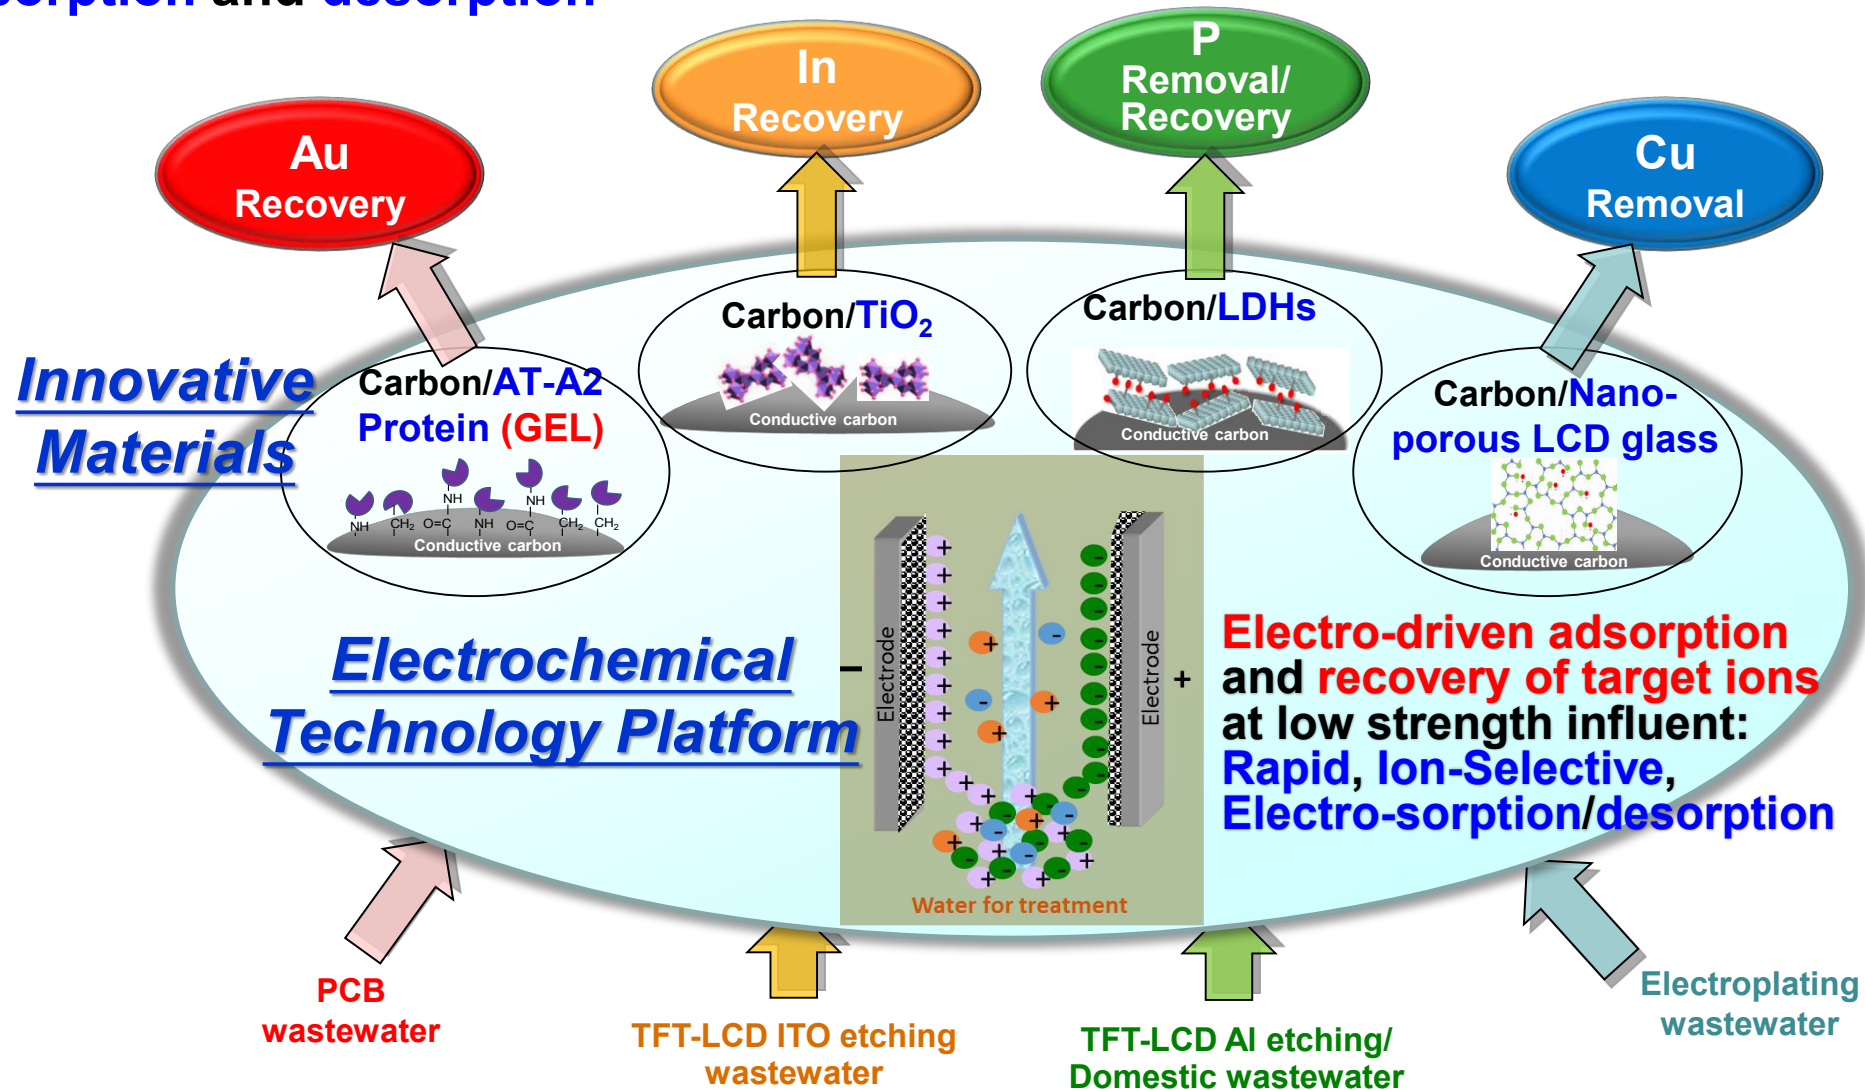 and desorption
Au
Recovery
In
Recovery
P
Removal/
Recovery
Cu
Removal
Innovative
Materials
Carbon/AT-A2
Protein (GEL)
NH
CH2
NH
O=C
NH
NH
O=C
CH2
CH2
Conductive carbon
Carbon/TiO2
Conductive carbon
Carbon/LDHs
Conductive carbon
Carbon/Nano-
porous LCD glass
Conductive carbon
Electrochemical
Technology Platform
–
Electrode
Electrode
+
Water for treatment
Electro-driven adsorption
and recovery of target ions
at low strength influent:
Rapid, Ion-Selective,
Electro-sorption/desorption
PCB
wastewater
TFT-LCD ITO etching
wastewater
TFT-LCD Al etching/
Domestic wastewater
Electroplating
wastewater